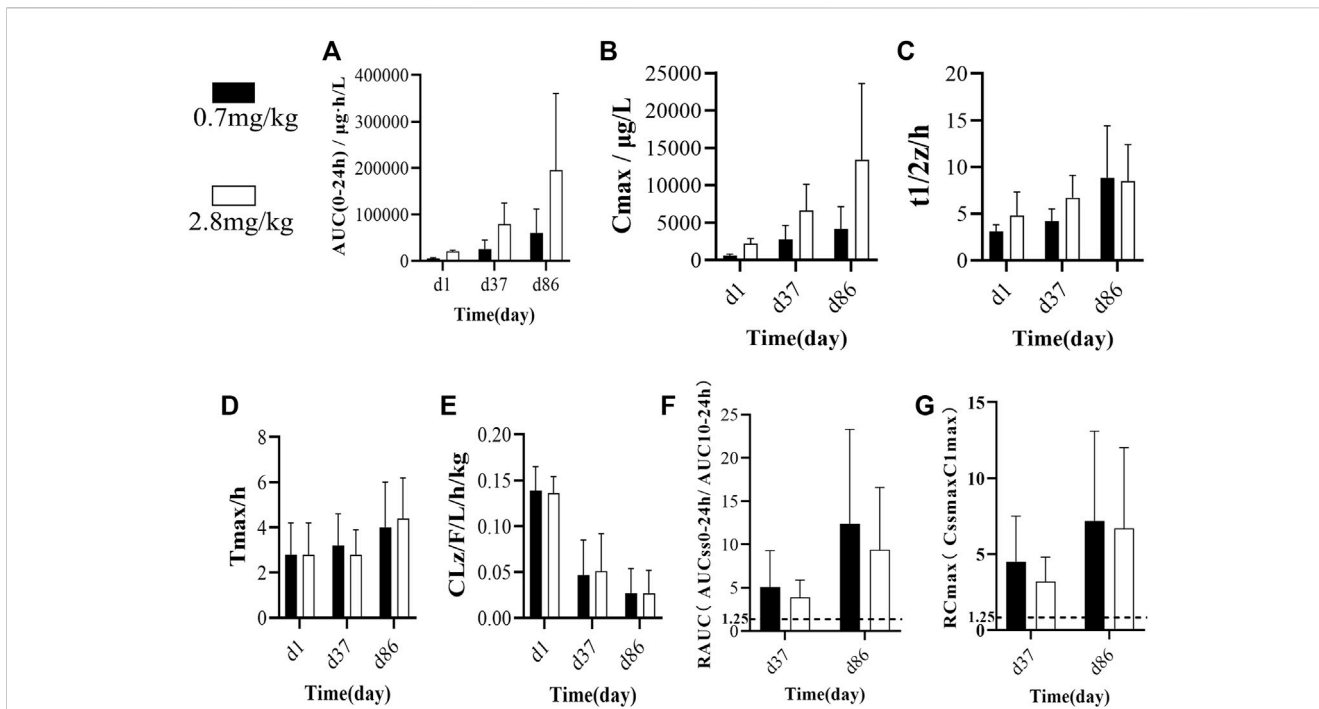 0.7mg/kg
2.8mg/kg
A
AUC(0-24h) / µg·h/L
400000
300000
200000
100000
0
d1
d37
d86
Time(day)
B
Cmax / µg/L
25000
20000
15000
10000
5000
0
d1
d37
d86
Time(day)
C
t1/2z/h
20
15
10
5
0
d1
d37
d86
Time(day)
D
Tmax/h
8
6
4
2
0
d1
d37
d86
Time(day)
E
CLz/F/L/h/kg
0.20
0.15
0.10
0.05
0.00
d1
d37
d86
Time(day)
F
RAUC ( AUCss0-24h/ AUC10-24h)
25
20
15
10
5
1.25
0
d37
d86
Time(day)
G
RCmax ( CssmaxC1max)
15
10
5
1.25
0
d37
d86
Time(day)